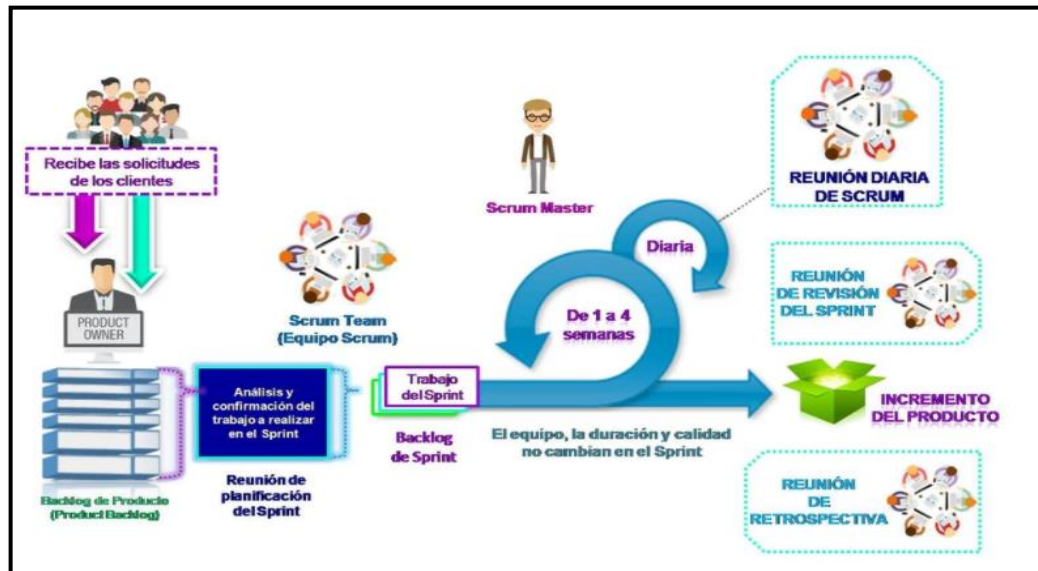 Recibe las solicitudes
de los clientes
PRODUCT
OWNER
Backlog de Producto
(Product Backlog)
Análisis y
confirmación del
trabajo a realizar
en el Sprint
Reunión de
planificación
del Sprint
Scrum Team
(Equipo Scrum)
Trabajo
del Sprint
Backlog
de Sprint
Scrum Master
Diaria
De 1 a 4
semanas
El equipo, la duración y calidad
no cambian en el Sprint
REUNIÓN DIARIA
DE SCRUM
REUNIÓN
DE REVISIÓN
DEL SPRINT
INCREMENTO
DEL PRODUCTO
REUNIÓN
DE
RETROSPECTIVA